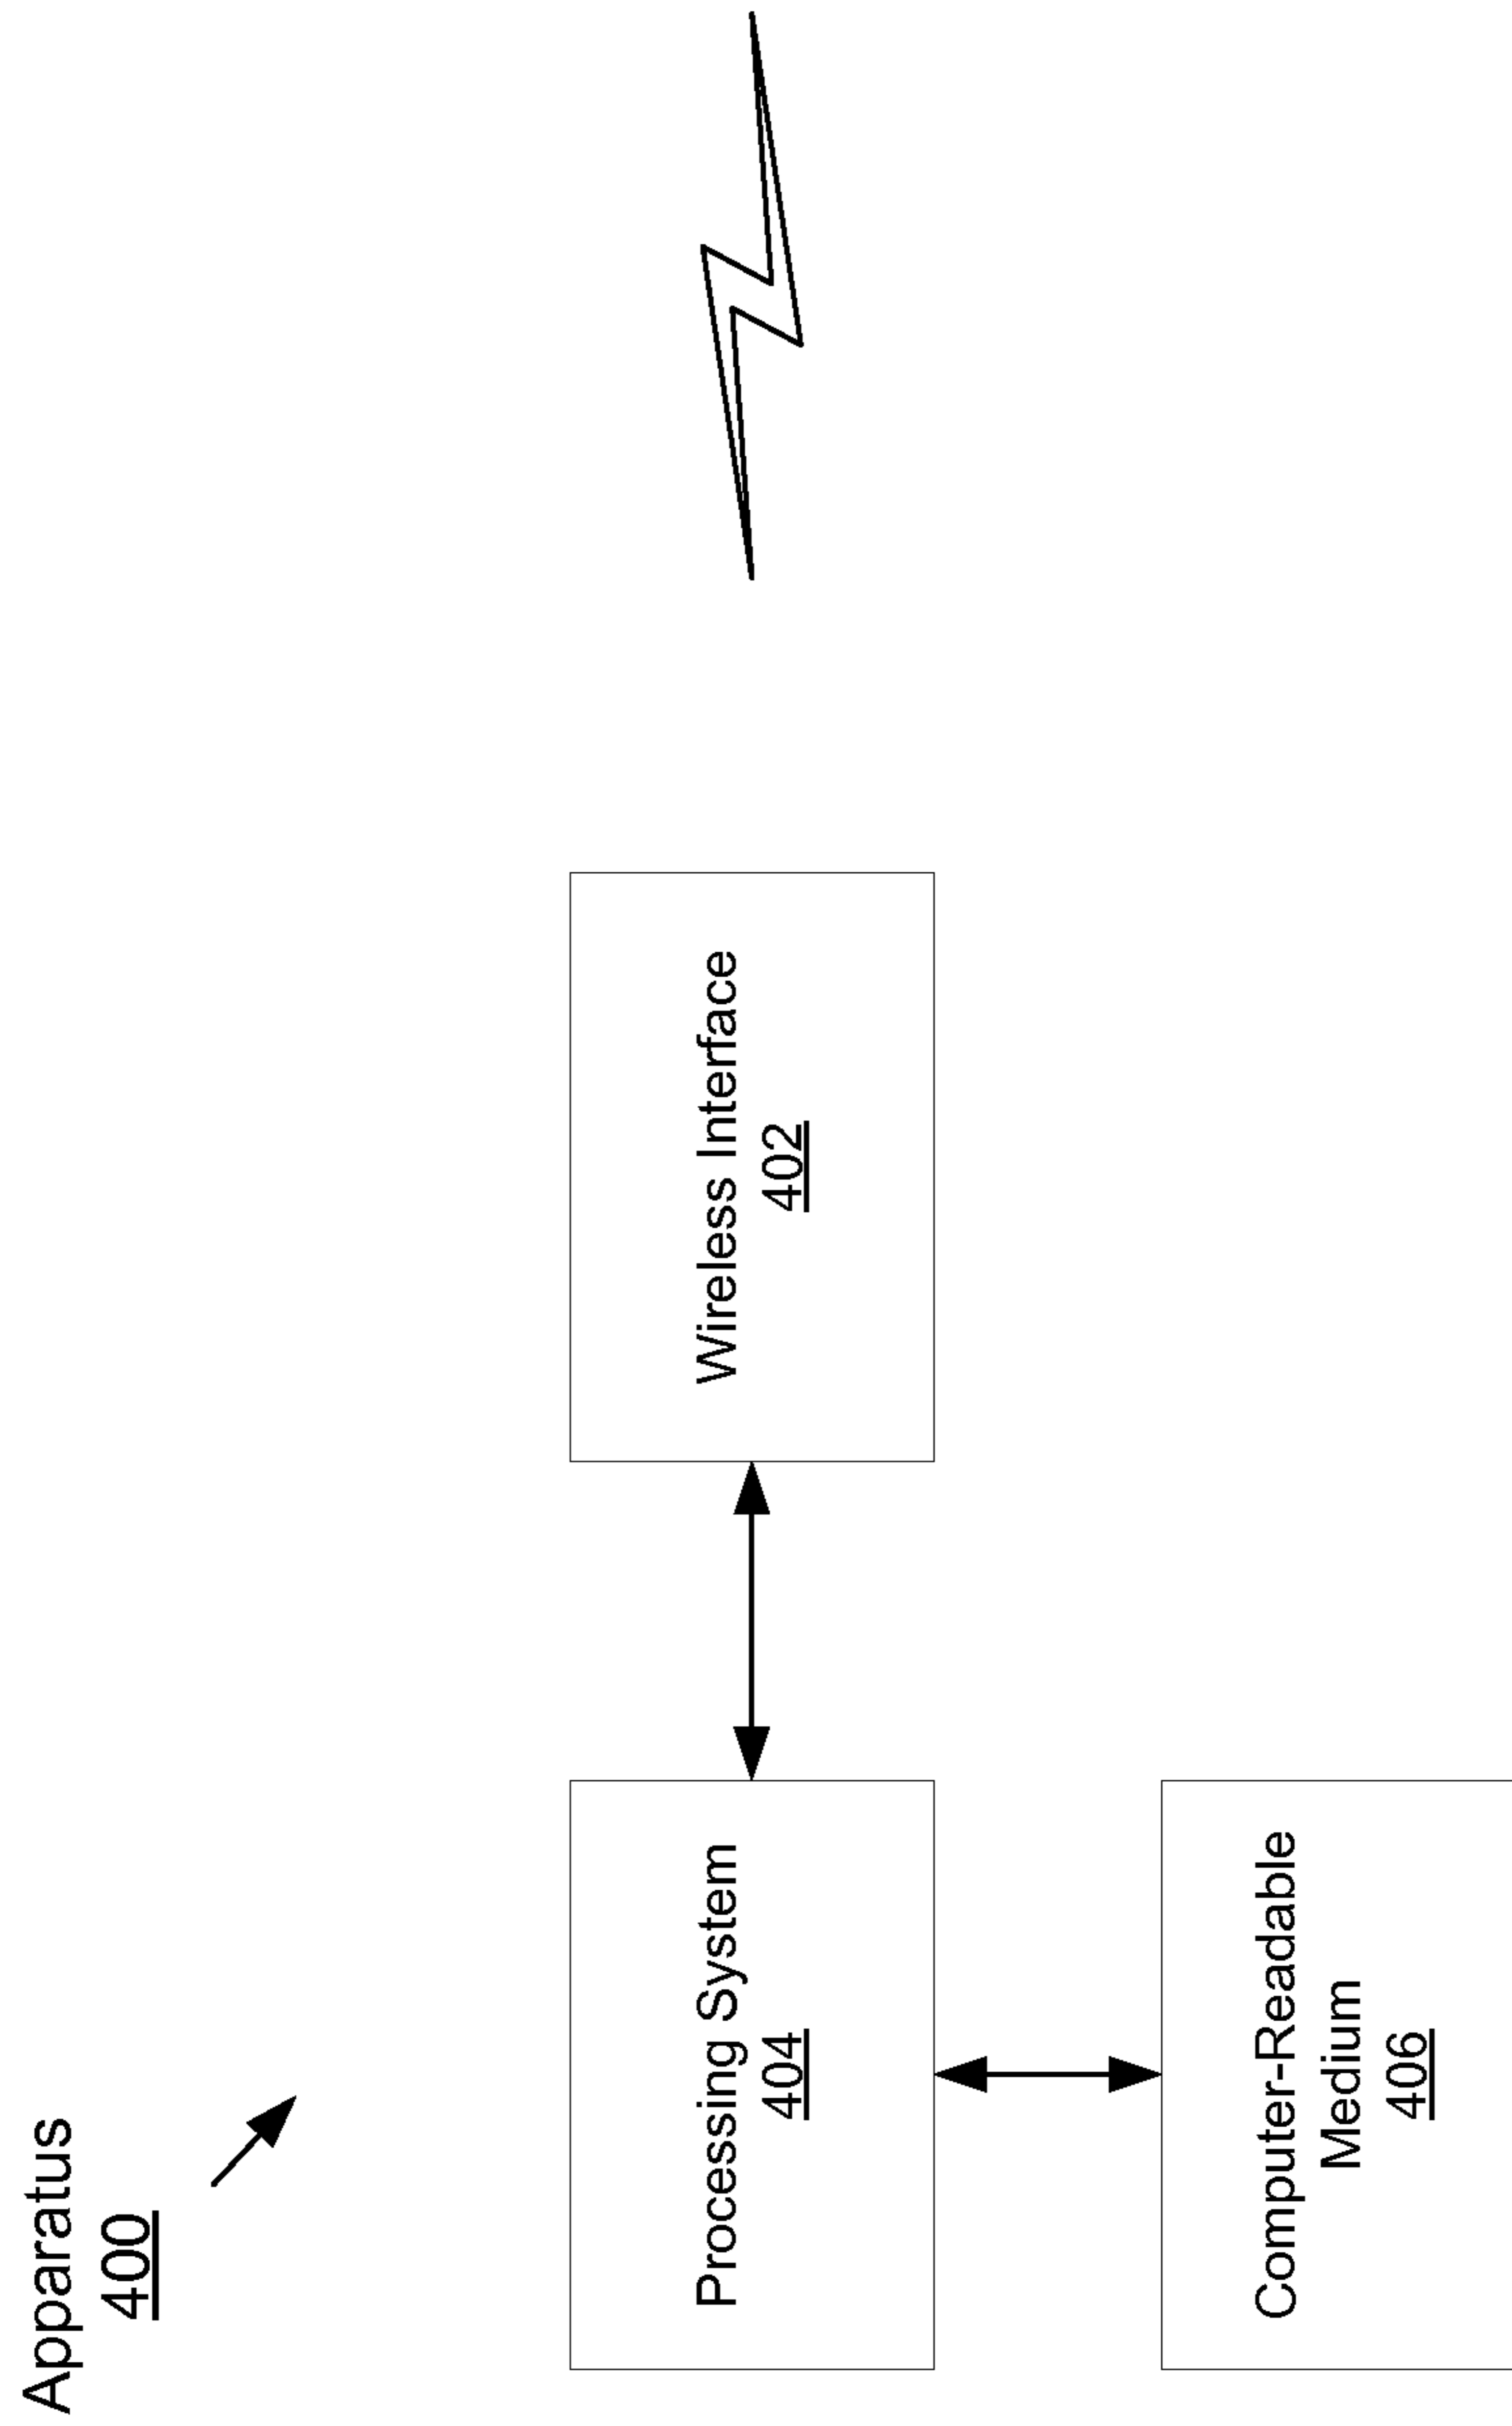 Apparatus
400
Processing System
404
Wireless Interface
402
Computer-Readable
Medium
406